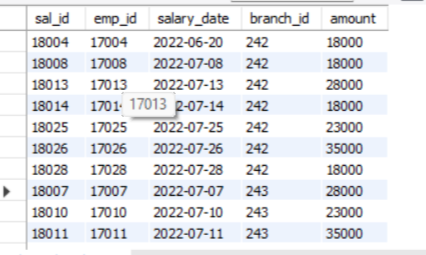 sal_id emp_id salary_date branch_id amount
18004 17004 2022-06-20 242 18000
18008 17008 2022-07-08 242 18000
18013 17013 2022-07-13 242 28000
18014 1701 17013 -07-14 242 18000
18025 17025 2022-07-25 242 23000
18026 17026 2022-07-26 242 35000
18028 17028 2022-07-28 242 18000
18007 17007 2022-07-07 243 28000
18010 17010 2022-07-10 243 23000
18011 17011 2022-07-11 243 35000